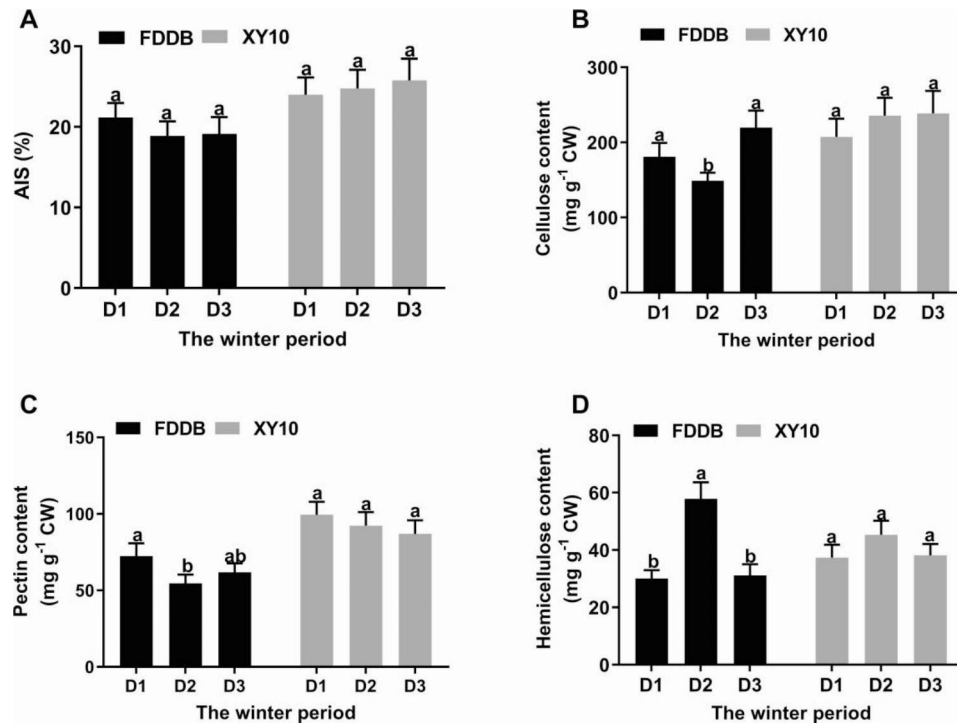 A
FDDB XY10
30
20
10
0
AIS (%)
a a a a a a
D1 D2 D3 D1 D2 D3
The winter period
B
FDDB XY10
300
200
100
0
Cellulose content
(mg g⁻¹ CW)
a b a a a a
D1 D2 D3 D1 D2 D3
The winter period
C
FDDB XY10
150
100
50
0
Pectin content
(mg g⁻¹ CW)
a b ab a a a
D1 D2 D3 D1 D2 D3
The winter period
D
FDDB XY10
80
60
40
20
0
Hemicellulose content
(mg g⁻¹ CW)
b a b a a a
D1 D2 D3 D1 D2 D3
The winter period